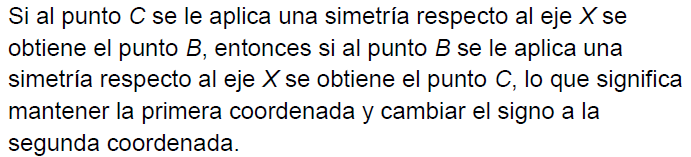 Si al punto C se le aplica una simetría respecto al eje X se
obtiene el punto B, entonces si al punto B se le aplica una
simetría respecto al eje X se obtiene el punto C, lo que significa
mantener la primera coordenada y cambiar el signo a la
segunda coordenada.